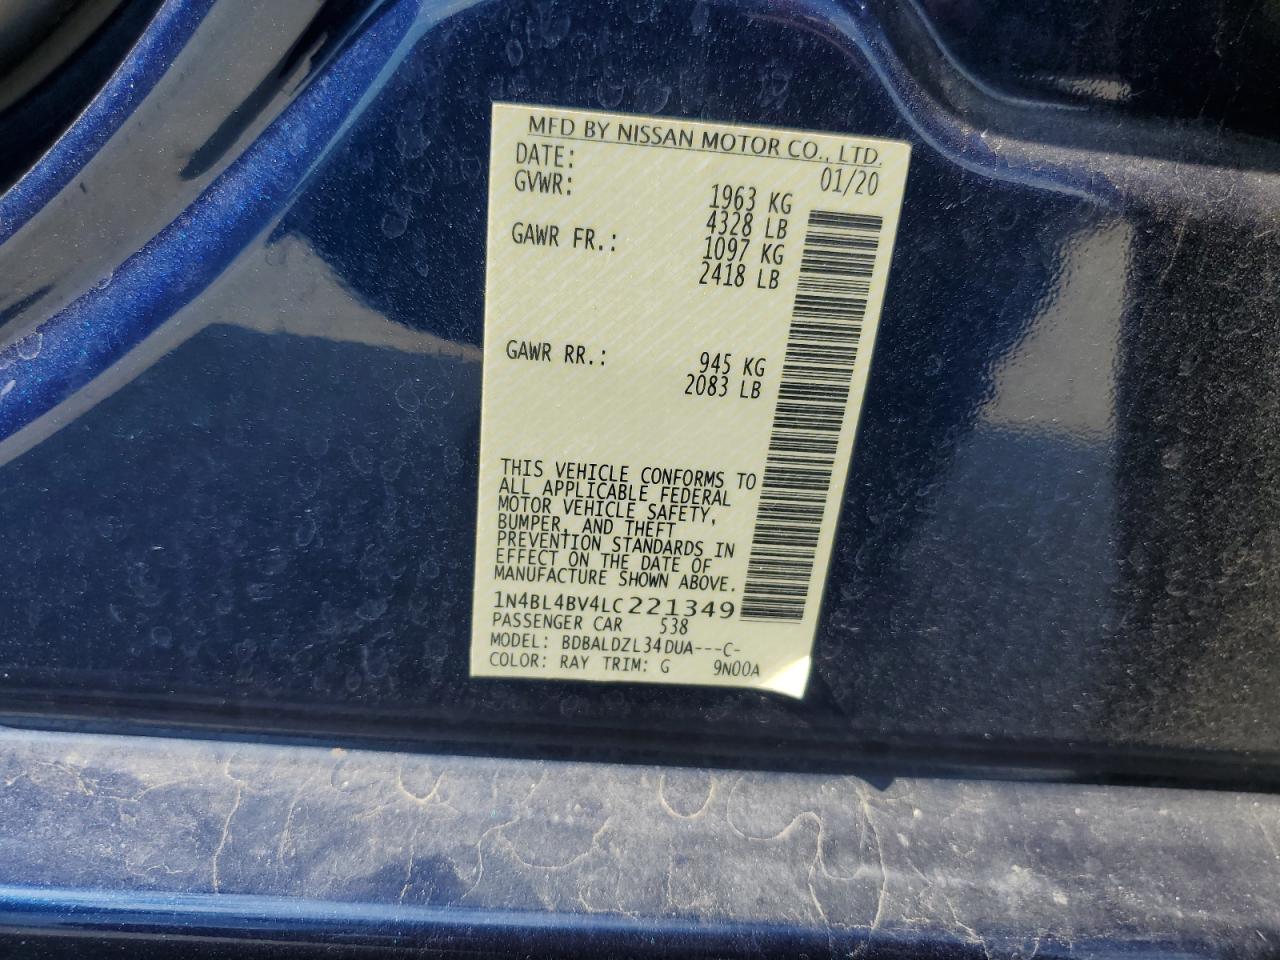 MFD BY NISSAN MOTOR CO., LTD.
DATE: 01/20
GVWR: 1963 KG
4328 LB
GAWR FR.: 1097 KG
2418 LB
GAWR RR.: 945 KG
2083 LB
THIS VEHICLE CONFORMS TO
ALL APPLICABLE FEDERAL
MOTOR VEHICLE SAFETY,
BUMPER, AND THEFT
PREVENTION STANDARDS IN
EFFECT ON THE DATE OF
MANUFACTURE SHOWN ABOVE.
1N4BL4BV4LC221349
PASSENGER CAR 538
MODEL: BDBALDZL34DUA---C-
COLOR: RAY TRIM: G 9N00A